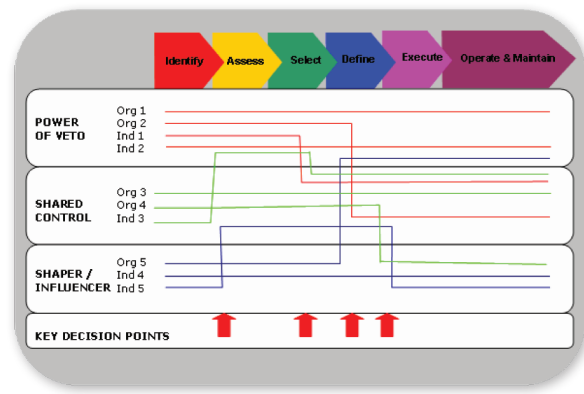 Identify Assess Select Define Execute Operate & Maintain
POWER
OF VETO
Org 1
Org 2
Ind 1
Ind 2
SHARED
CONTROL
Org 3
Org 4
Ind 3
SHAPER /
INFLUENCER
Org 5
Ind 4
Ind 5
KEY DECISION POINTS